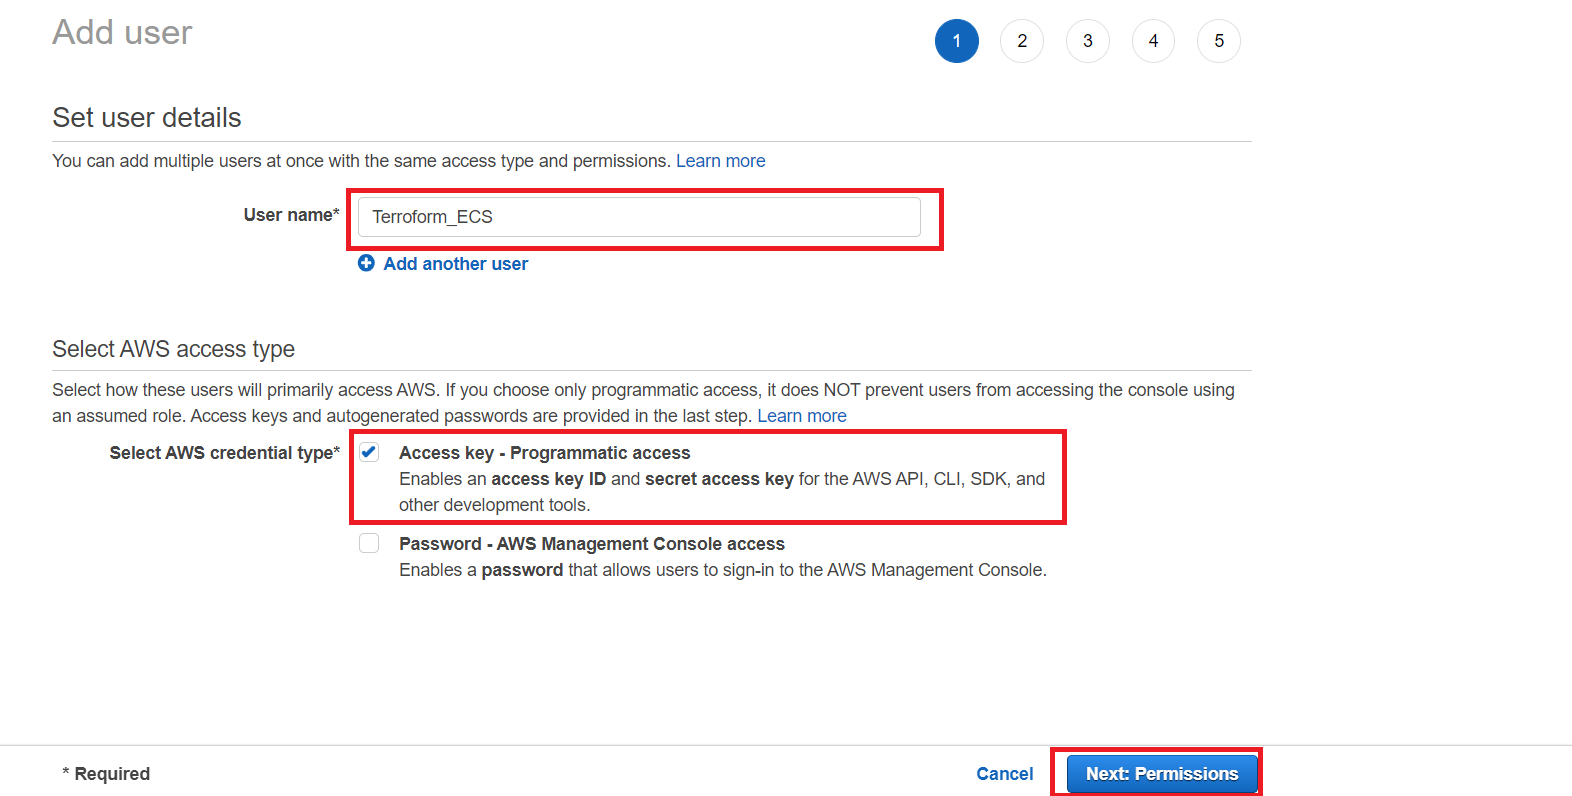 Add user
1 2 3 4 5
Set user details
You can add multiple users at once with the same access type and permissions. Learn more
User name* Terroform_ECS
Add another user
Select AWS access type
Select how these users will primarily access AWS. If you choose only programmatic access, it does NOT prevent users from accessing the console using
an assumed role. Access keys and autogenerated passwords are provided in the last step. Learn more
Select AWS credential type* Access key - Programmatic access
Enables an access key ID and secret access key for the AWS API, CLI, SDK, and
other development tools.
Password - AWS Management Console access
Enables a password that allows users to sign-in to the AWS Management Console.
* Required Cancel Next: Permissions